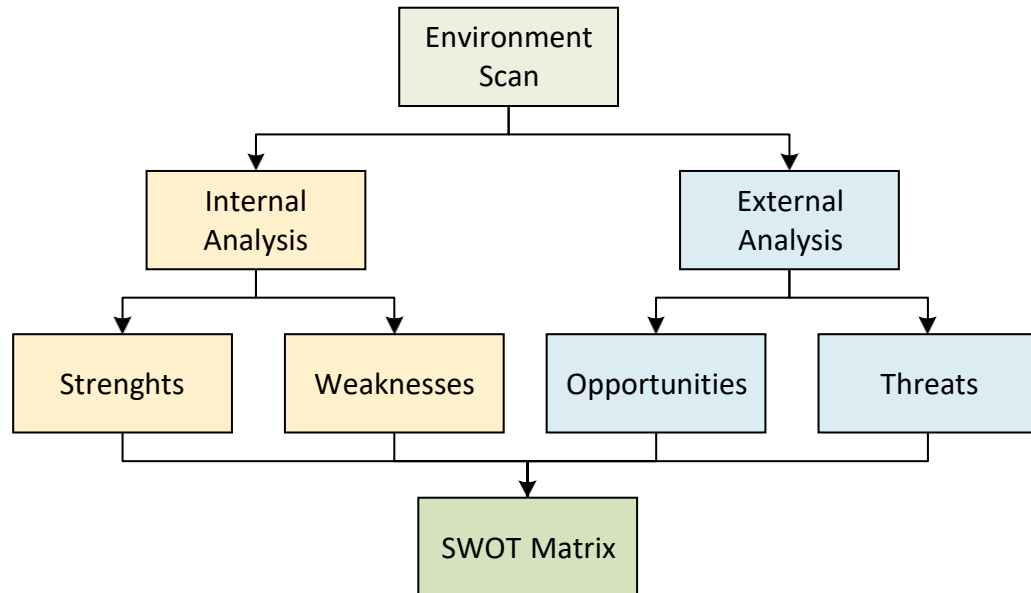 Environment
Scan
Internal
Analysis
External
Analysis
Strenghts
Weaknesses
Opportunities
Threats
SWOT Matrix